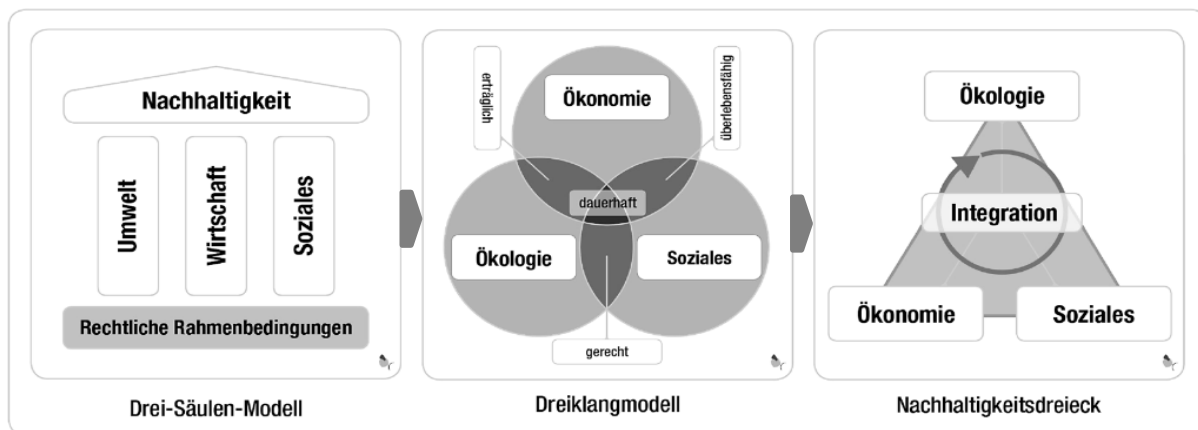 Nachhaltigkeit
Umwelt
Wirtschaft
Soziales
Rechtliche Rahmenbedingungen
Drei-Säulen-Modell
erträglich
Ökonomie
überlebensfähig
dauerhaft
Ökologie
Soziales
gerecht
Dreiklangmodell
Ökologie
Integration
Ökonomie
Soziales
Nachhaltigkeitsdreieck